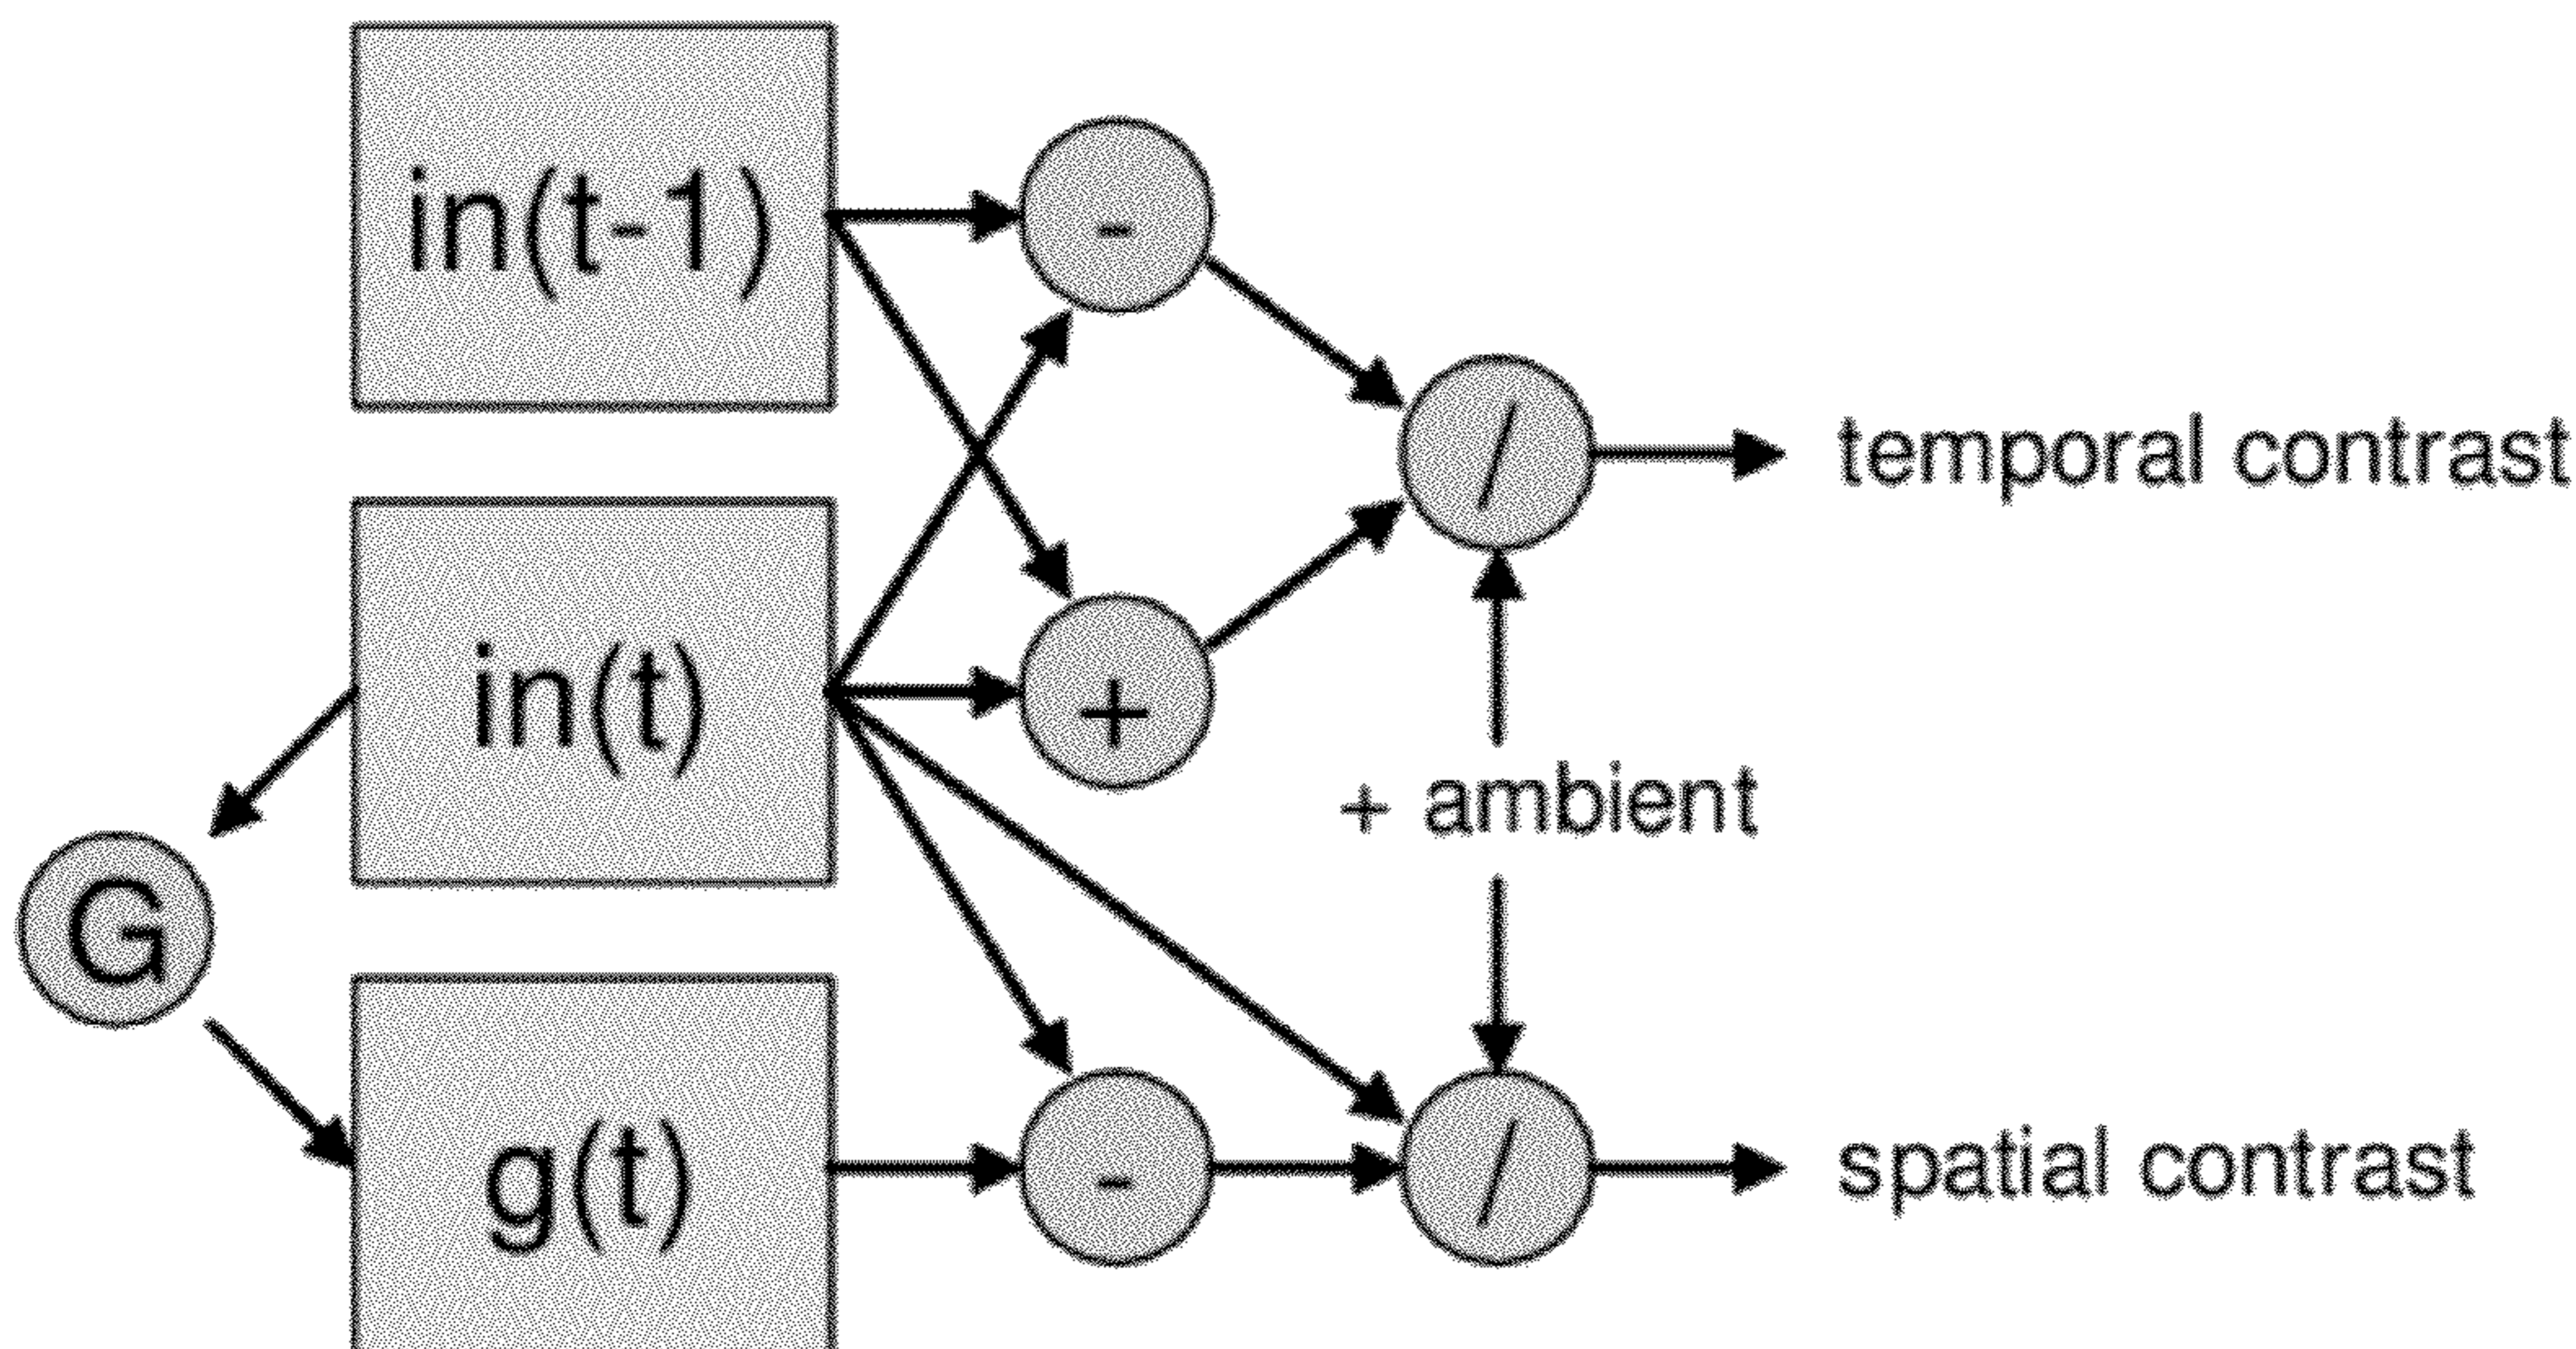 in(t-1)
-
/
temporal contrast
in(t)
+
+ ambient
G
g(t)
-
/
spatial contrast